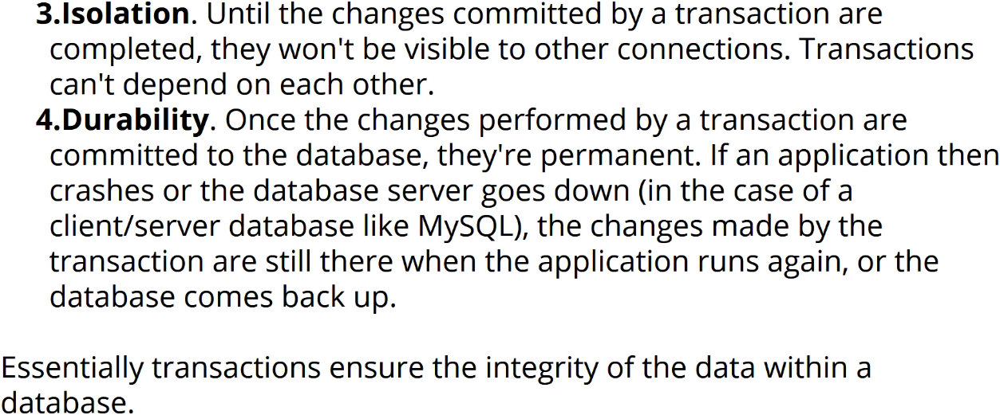 3.Isolation. Until the changes committed by a transaction are
completed, they won't be visible to other connections. Transactions
can't depend on each other.
4.Durability. Once the changes performed by a transaction are
committed to the database, they're permanent. If an application then
crashes or the database server goes down (in the case of a
client/server database like MySQL), the changes made by the
transaction are still there when the application runs again, or the
database comes back up.
Essentially transactions ensure the integrity of the data within a
database.